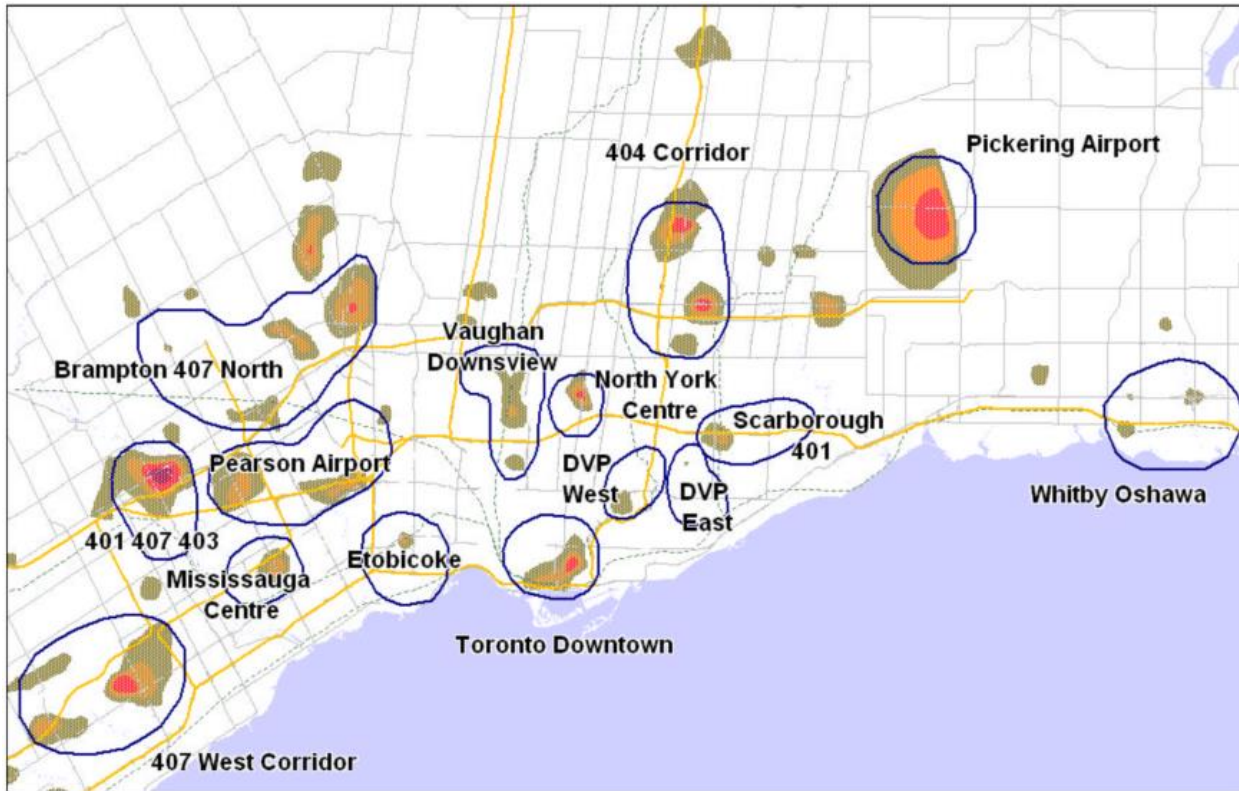 Pickering Airport
404 Corridor
Vaughan
Downsview
Brampton 407 North
North York
Centre
Scarborough
401
Pearson Airport
DVP
West
DVP
East
Whitby Oshawa
401 407 403
Etobicoke
Mississauga
Centre
Toronto Downtown
407 West Corridor